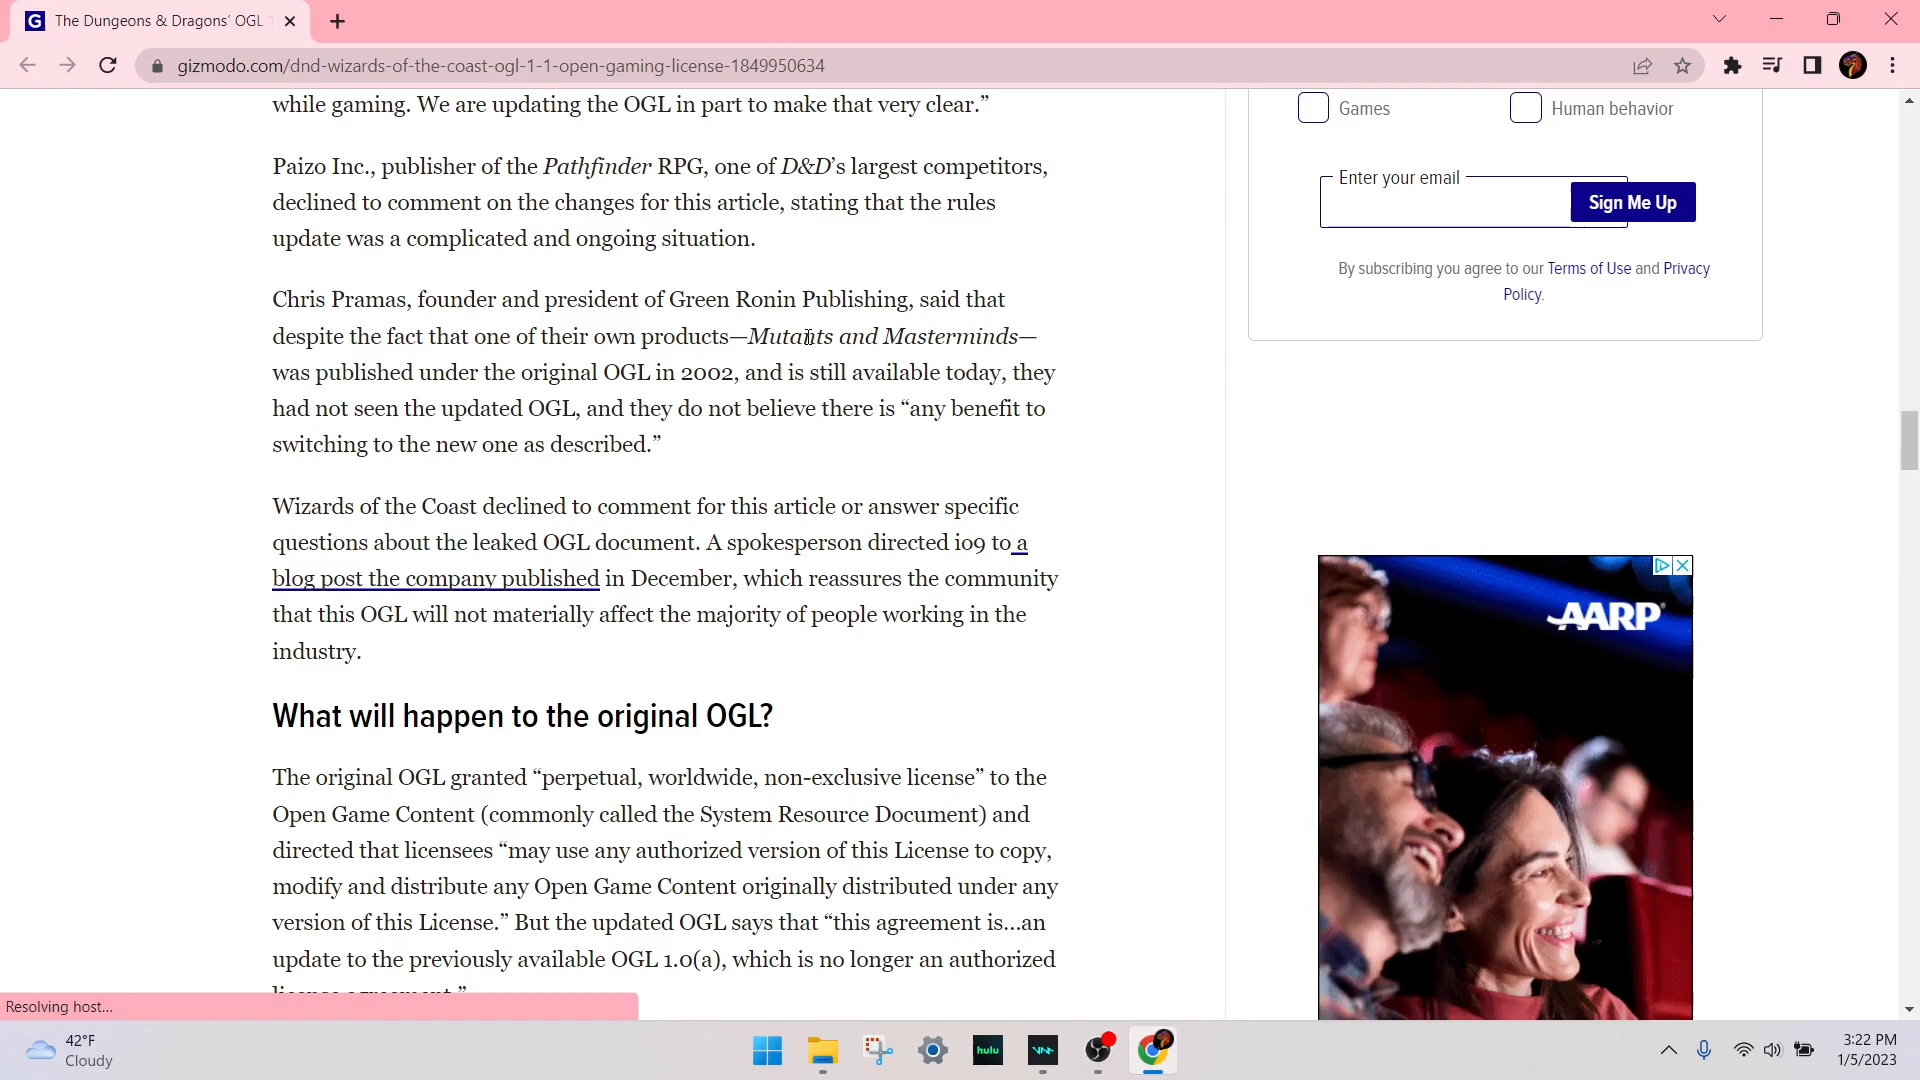 The Dungeons & Dragons' OGL
gizmodo.com/dnd-wizards-of-the-coast-ogl-1-1-open-gaming-license-1849950634
while gaming. We are updating the OGL in part to make that very clear.”
Paizo Inc., publisher of the Pathfinder RPG, one of D&D’s largest competitors,
declined to comment on the changes for this article, stating that the rules
update was a complicated and ongoing situation.
Chris Pramas, founder and president of Green Ronin Publishing, said that
despite the fact that one of their own products—Mutants and Masterminds—
was published under the original OGL in 2002, and is still available today, they
had not seen the updated OGL, and they do not believe there is “any benefit to
switching to the new one as described.”
Wizards of the Coast declined to comment for this article or answer specific
questions about the leaked OGL document. A spokesperson directed io9 to a
blog post the company published in December, which reassures the community
that this OGL will not materially affect the majority of people working in the
industry.
What will happen to the original OGL?
The original OGL granted “perpetual, worldwide, non-exclusive license” to the
Open Game Content (commonly called the System Resource Document) and
directed that licensees “may use any authorized version of this License to copy,
modify and distribute any Open Game Content originally distributed under any
version of this License.” But the updated OGL says that “this agreement is...an
update to the previously available OGL 1.0(a), which is no longer an authorized
license agreement.”
Games
Human behavior
Enter your email
Sign Me Up
By subscribing you agree to our Terms of Use and Privacy
Policy.
AARP
Resolving host...
42°F
Cloudy
hulu
3:22 PM
1/5/2023